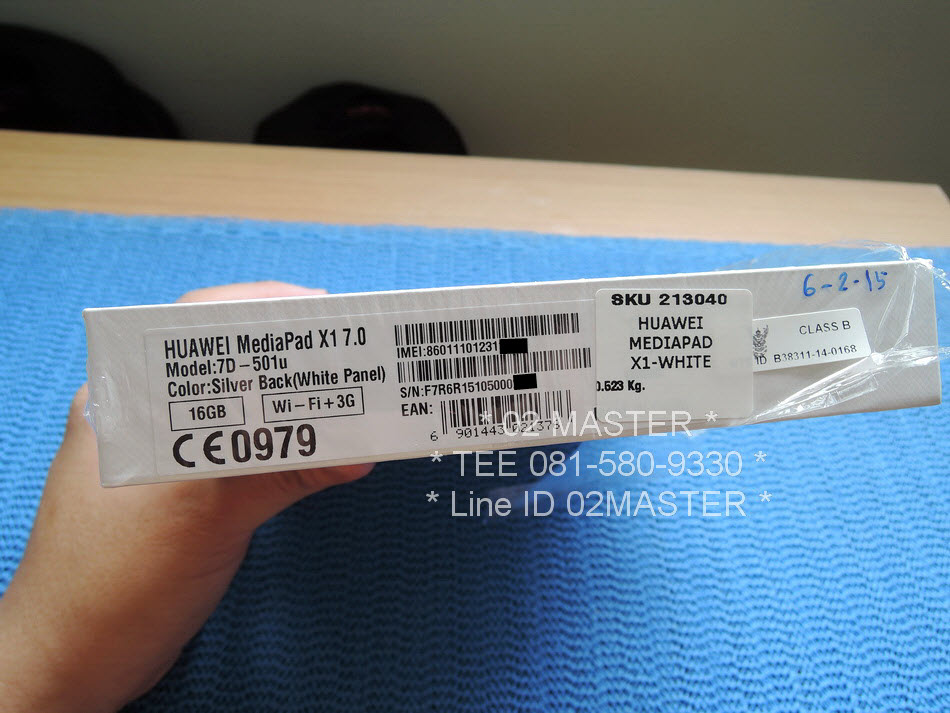 HUAWEI MediaPad X1 7.0
Model:7D-501u
Color:Silver Back(White Panel)
16GB
Wi-Fi+3G
CE0979
IMEI:86011101231
S/N:F7R6R15105000
EAN:
6 901443 021376
SKU 213040
HUAWEI
MEDIAPAD
X1-WHITE
0.523 Kg.
6-2-15
CLASS B
ID B38311-14-0168
* 02 MASTER *
* TEE 081-580-9330 *
* Line ID 02MASTER *